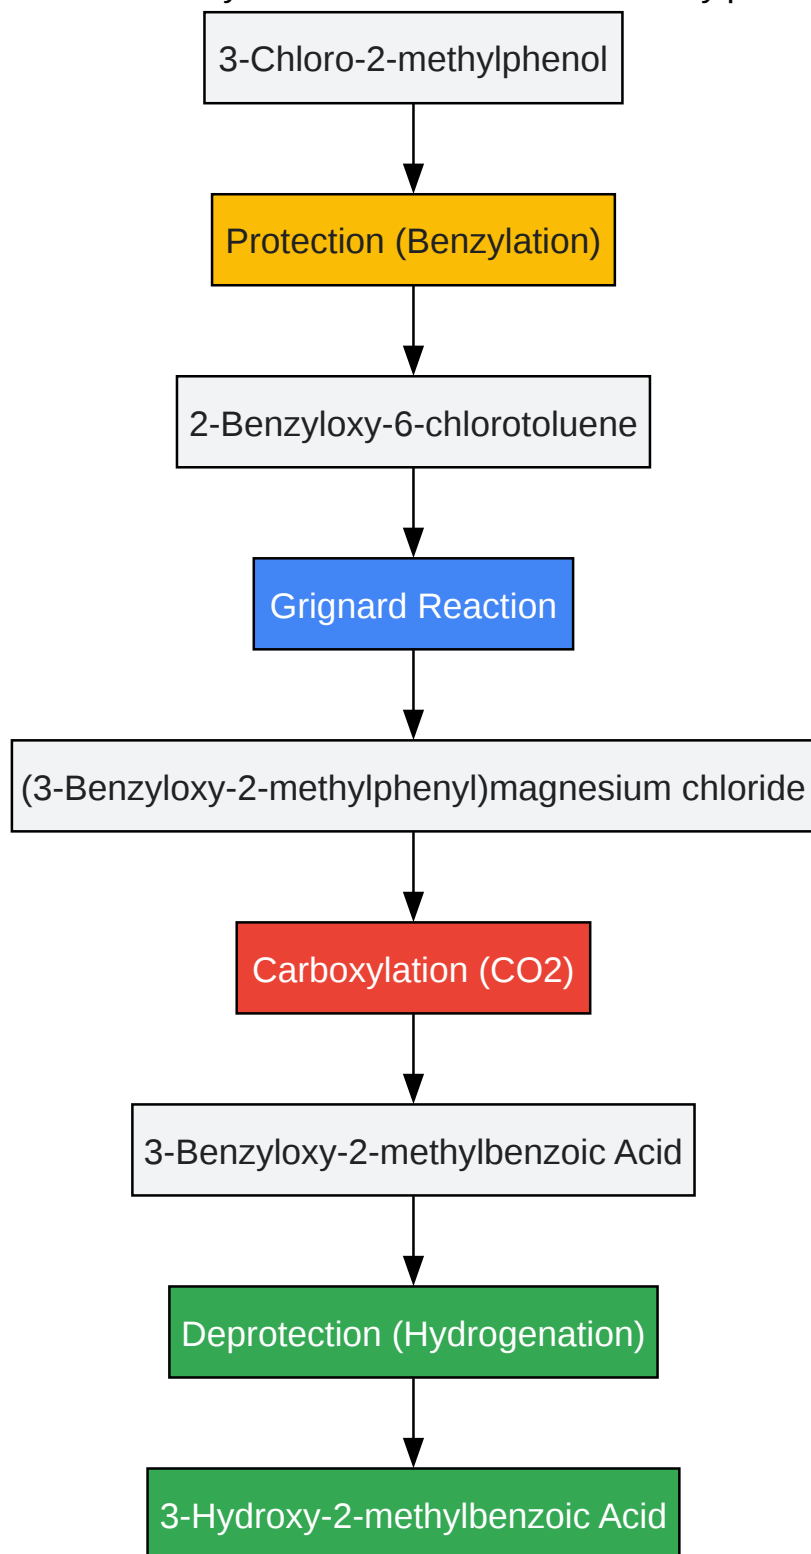 3-Chloro-2-methylphenol
Protection (Benzylation)
2-Benzyloxy-6-chlorotoluene
Grignard Reaction
(3-Benzyloxy-2-methylphenyl)magnesium chloride
Carboxylation (CO2)
3-Benzyloxy-2-methylbenzoic Acid
Deprotection (Hydrogenation)
3-Hydroxy-2-methylbenzoic Acid